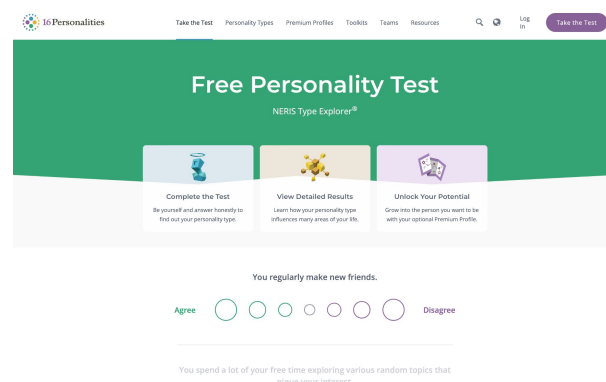 16Personalities
Take the Test Personality Types Premium Profiles Toolkits Teams Resources Log In Take the Test
Free Personality Test
NERIS Type Explorer®
Complete the Test
Be yourself and answer honestly to
find out your personality type.
View Detailed Results
Learn how your personality type
influences many areas of your life.
Unlock Your Potential
Grow into the person you want to be
with your optional Premium Profile.
You regularly make new friends.
Agree Disagree
You spend a lot of your free time exploring various random topics that
pique your interest